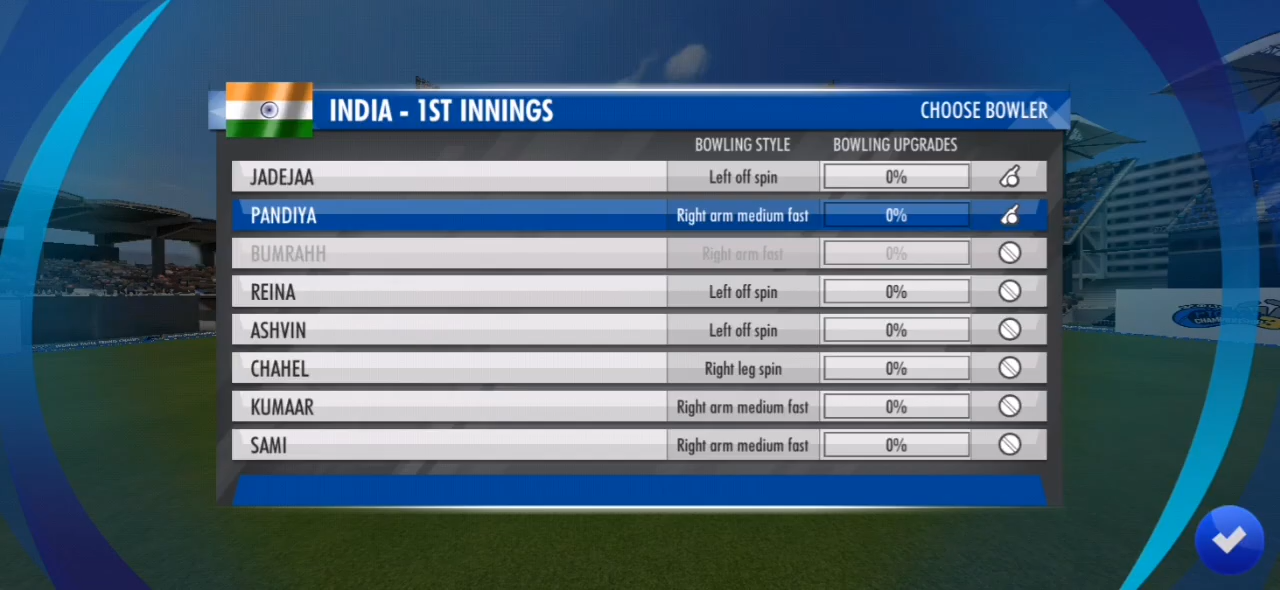 INDIA - 1ST INNINGS CHOOSE BOWLER
BOWLING STYLE BOWLING UPGRADES
JADEJAA Left off spin 0%
PANDIYA Right arm medium fast 0%
BUMRAHH Right arm fast 0%
REINA Left off spin 0%
ASHVIN Left off spin 0%
CHAHEL Right leg spin 0%
KUMAAR Right arm medium fast 0%
SAMI Right arm medium fast 0%